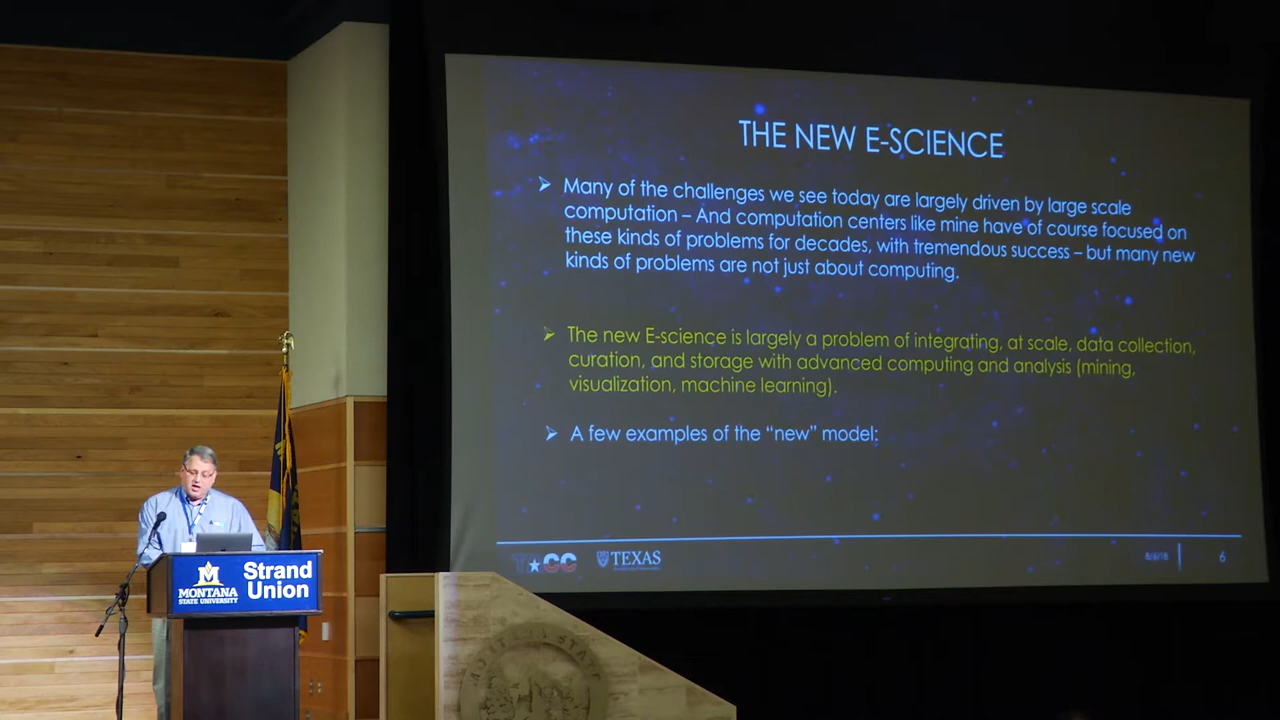 THE NEW E-SCIENCE
Many of the challenges we see today are largely driven by large scale
computation – And computation centers like mine have of course focused on
these kinds of problems for decades, with tremendous success – but many new
kinds of problems are not just about computing.
The new E-science is largely a problem of integrating, at scale, data collection,
curation, and storage with advanced computing and analysis (mining,
visualization, machine learning).
A few examples of the “new” model:
TACC
TEXAS
8/6/18
6
MONTANA
STATE UNIVERSITY
Strand
Union